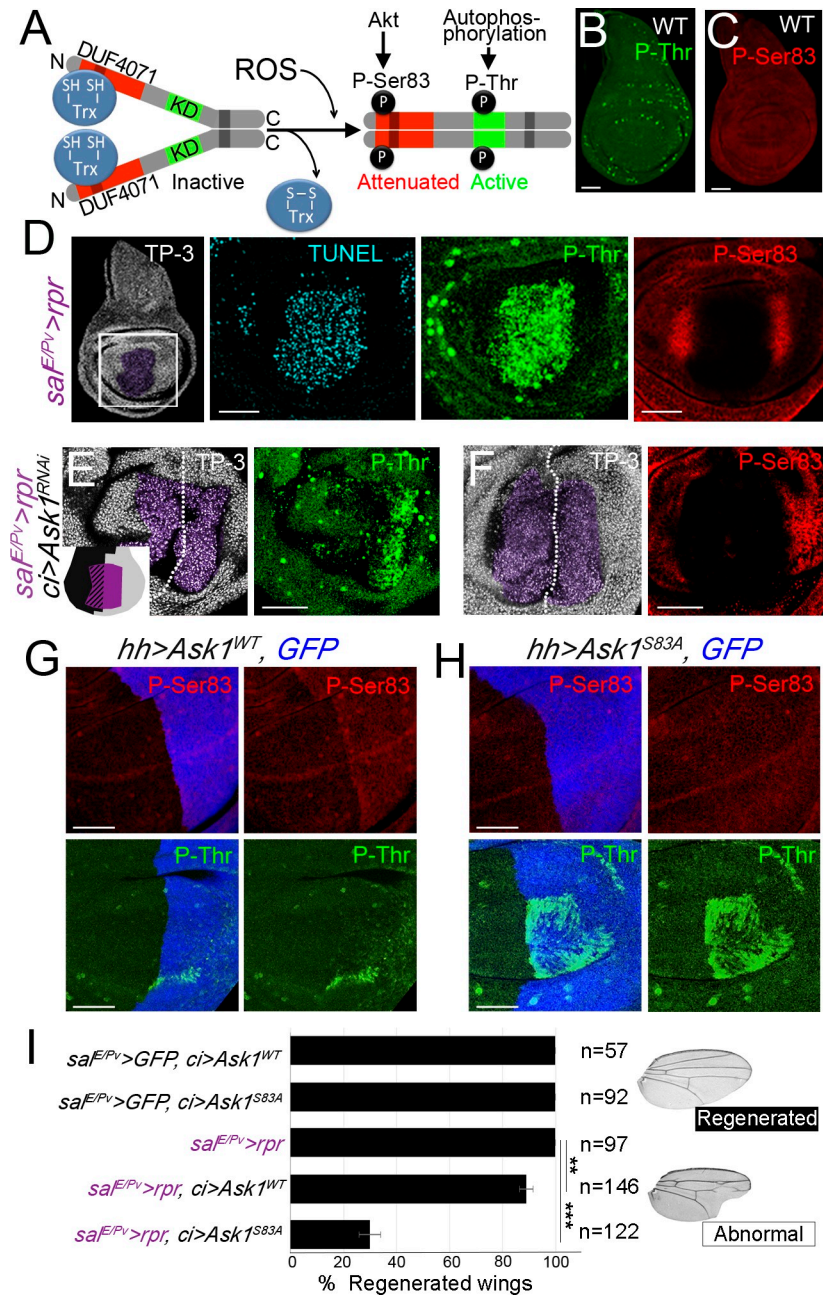 A
N
DUF4071
SH SH
Trx
KD
SH SH
Trx
KD
N
DUF4071
Inactive
C
C
ROS
S–S
Trx
Akt
Autophos-
phorylation
P-Ser83
P-Thr
P
P
P
P
Attenuated
Active
B
WT
P-Thr
C
WT
P-Ser83
D
salE/Pv>rpr
TP-3
TUNEL
P-Thr
P-Ser83
salE/Pv>rpr
ci>Ask1RNAi
E
TP-3
P-Thr
F
TP-3
P-Ser83
G
hh>Ask1WT, GFP
P-Ser83
P-Thr
H
hh>Ask1S83A, GFP
P-Ser83
P-Ser83
P-Thr
P-Thr
I
salE/Pv>GFP, ci>Ask1WT
n=57
salE/Pv>GFP, ci>Ask1S83A
n=92
Regenerated
salE/Pv>rpr
n=97
**
salE/Pv>rpr, ci>Ask1WT
n=146
***
salE/Pv>rpr, ci>Ask1S83A
n=122
Abnormal
0 20 40 60 80 100
% Regenerated wings